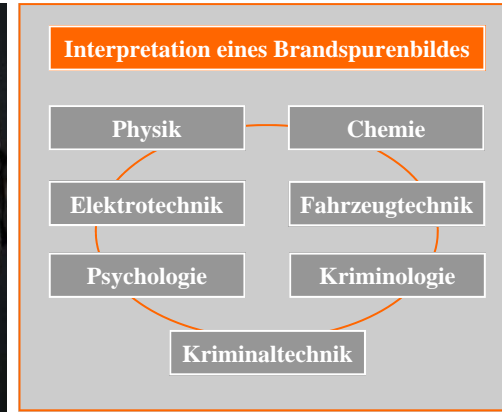 Interpretation eines Brandspurenbildes
Physik
Chemie
Elektrotechnik
Fahrzeugtechnik
Psychologie
Kriminologie
Kriminaltechnik